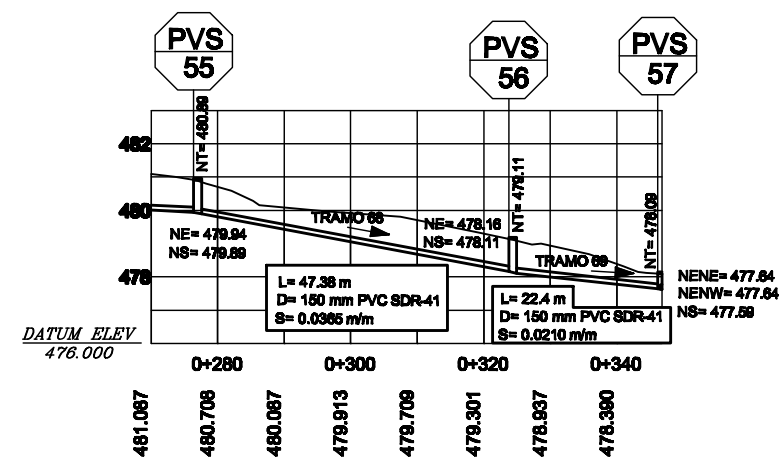 PVS
55
PVS
56
PVS
57
NT= 480.89
NT= 479.11
NT= 478.09
482
480
478
TRAMO 68
NE= 478.16
NS= 478.11
NE= 479.94
NS= 479.89
TRAMO 69
NENE= 477.64
NENW= 477.64
NS= 477.59
L= 47.36 m
D= 150 mm PVC SDR-41
S= 0.0365 m/m
L= 22.4 m
D= 150 mm PVC SDR-41
S= 0.0210 m/m
DATUM ELEV
476.000
0+280
0+300
0+320
0+340
481.087
480.708
480.087
479.913
479.709
479.301
478.937
478.390